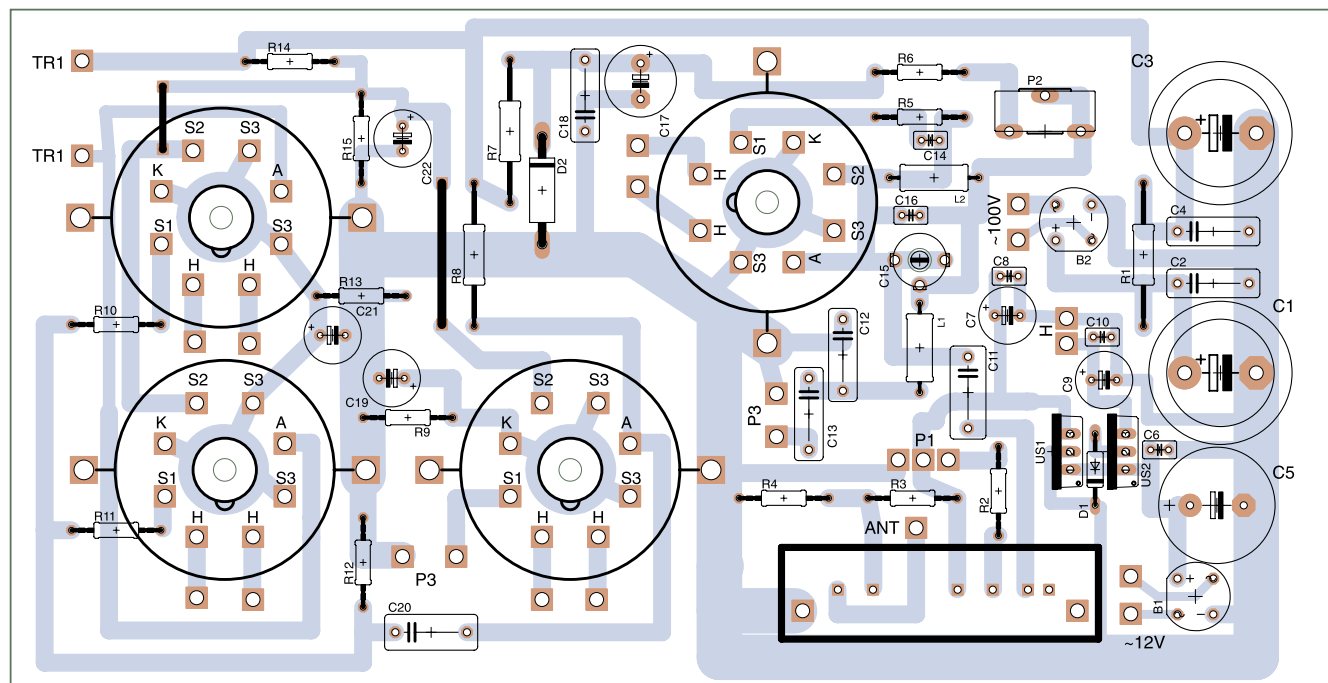 TR1
R14
C18
C17
R6
P2
C3
R5
C14
S2
S3
R15
C22
R7
D2
S1
K
TR1
K
A
H
S2
L2
C16
~100V
C4
S1
S3
H
S3
B2
R1
H
H
R8
S3
A
C15
C8
C2
R13
C21
R10
C12
L1
C7
H
C10
C1
C11
C9
S2
S3
C19
S2
S3
P3
C13
R9
K
A
K
A
P1
US1
US2
C6
S1
S3
S1
S3
R4
R3
R2
D1
C5
R11
H
H
H
H
ANT
R12
P3
C20
B1
~12V